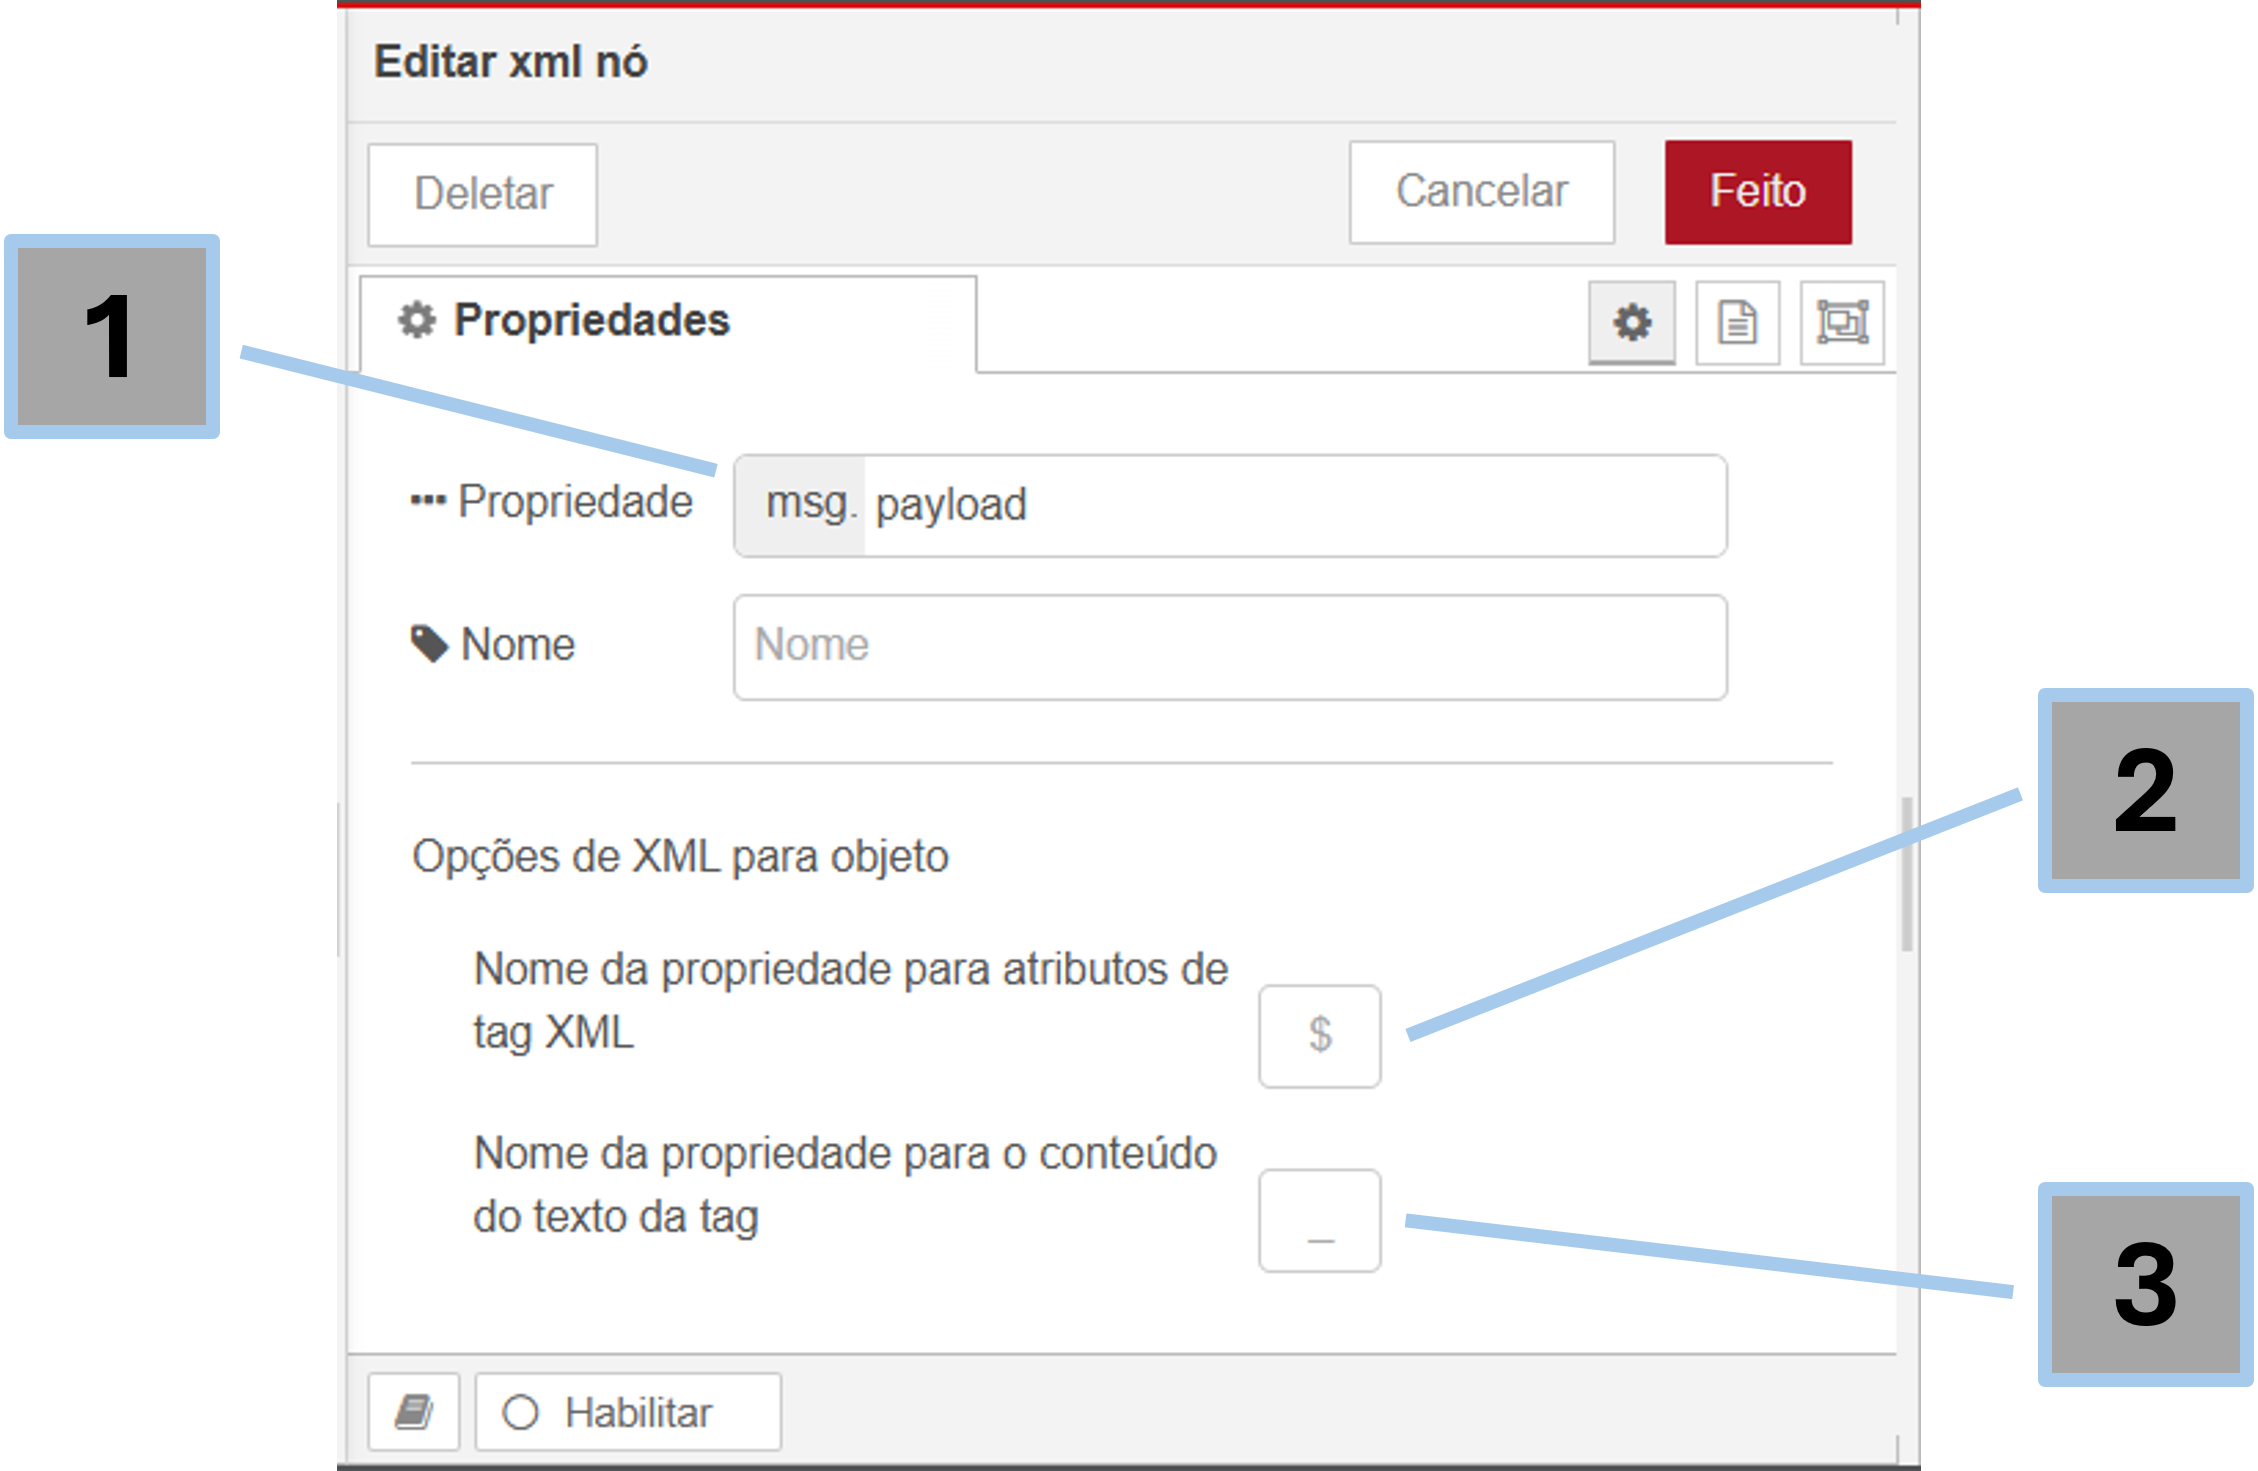 Editar xml nó
Deletar
Cancelar
Feito
1
Propriedades
Propriedade
msg. payload
Nome
Nome
2
Opções de XML para objeto
Nome da propriedade para atributos de
tag XML
$
Nome da propriedade para o conteúdo
do texto da tag
_
3
Habilitar